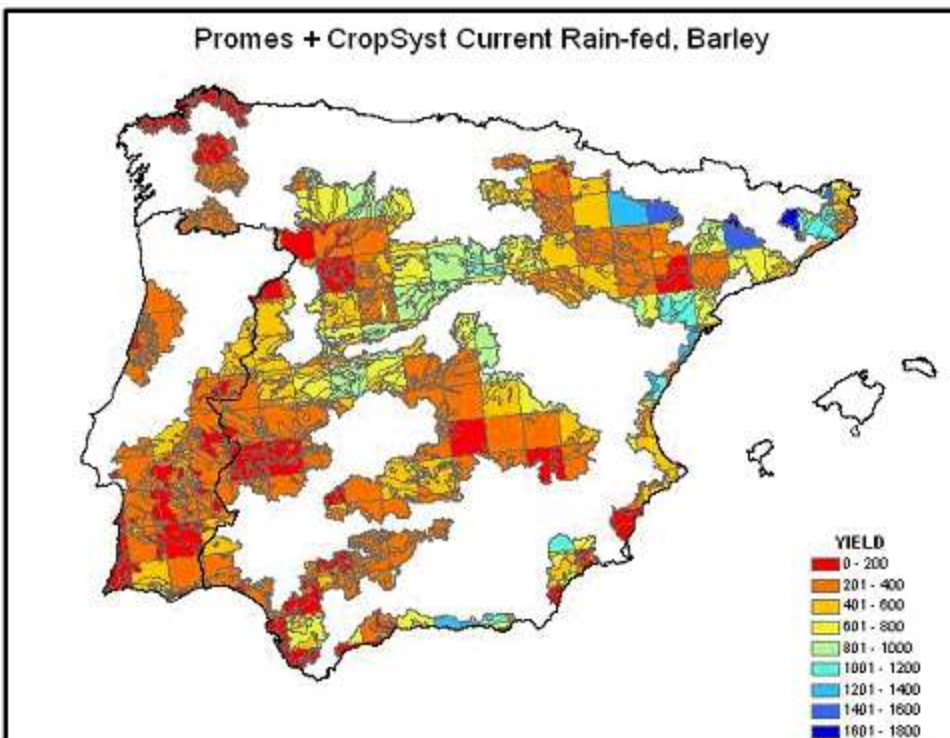 Promes + CropSyst Current Rain-fed, Barley
YIELD
0 - 200
201 - 400
401 - 600
601 - 800
801 - 1000
1001 - 1200
1201 - 1400
1401 - 1600
1601 - 1800